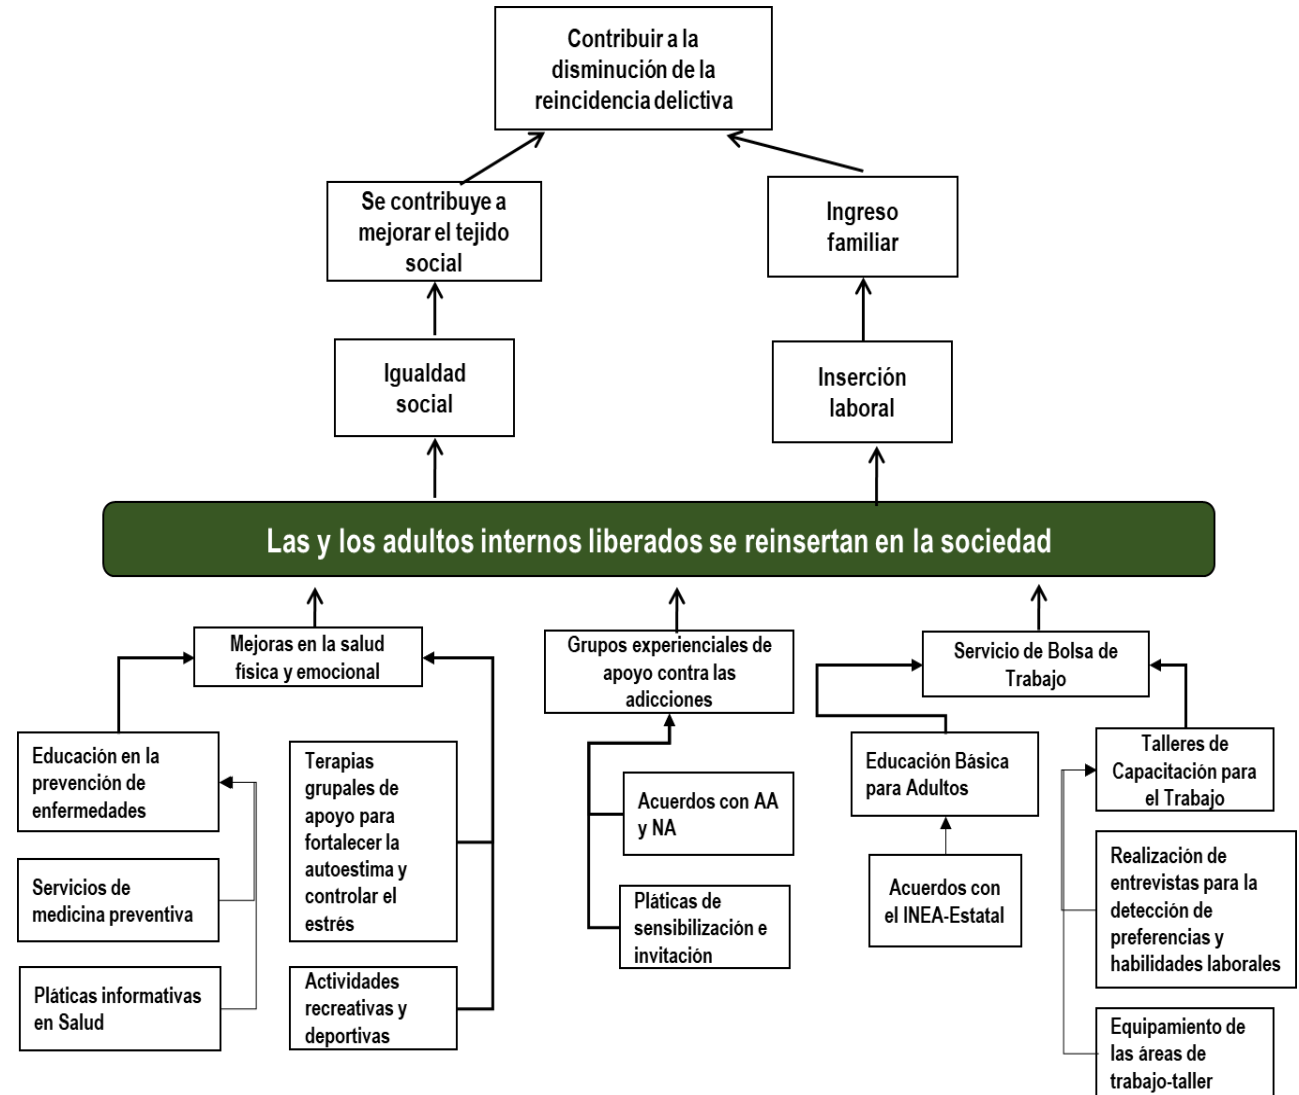 Contribuir a la
disminución de la
reincidencia delictiva
Se contribuye a
mejorar el tejido
social
Ingreso
familiar
Igualdad
social
Inserción
laboral
Las y los adultos internos liberados se reinsertan en la sociedad
Mejoras en la salud
física y emocional
Grupos experienciales de
apoyo contra las
adicciones
Servicio de Bolsa de
Trabajo
Educación en la
prevención de
enfermedades
Terapias
grupales de
apoyo para
fortalecer la
autoestima y
controlar el
estrés
Acuerdos con AA
y NA
Educación Básica
para Adultos
Talleres de
Capacitación para
el Trabajo
Servicios de
medicina preventiva
Pláticas de
sensibilización e
invitación
Acuerdos con
el INEA-Estatal
Realización de
entrevistas para la
detección de
preferencias y
habilidades laborales
Pláticas informativas
en Salud
Actividades
recreativas y
deportivas
Equipamiento de
las áreas de
trabajo-taller